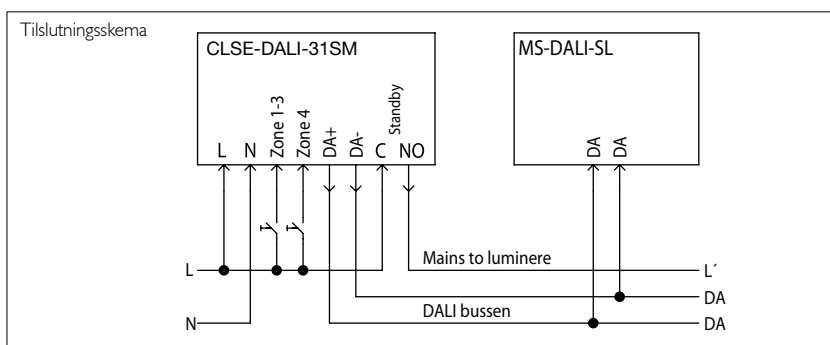 Tilslutningsskema
CLSE-DALI-31SM
MS-DALI-SL
L N Zone 1-3 Zone 4 DA+ DA- C Standby NO
DA DA
Mains to luminere
L L´
DA
DALI bussen
N DA